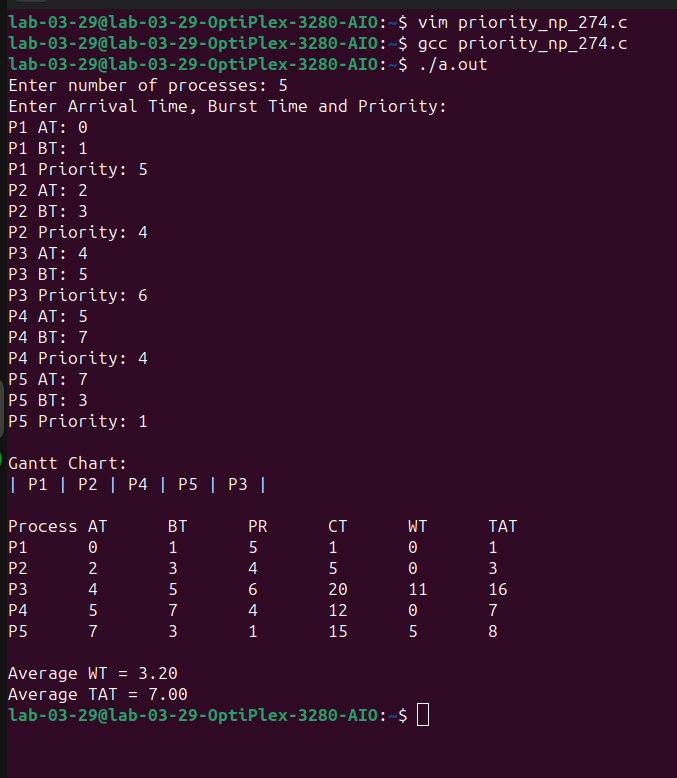 lab-03-29@lab-03-29-OptiPlex-3280-AIO:~$ vim priority_np_274.c
lab-03-29@lab-03-29-OptiPlex-3280-AIO:~$ gcc priority_np_274.c
lab-03-29@lab-03-29-OptiPlex-3280-AIO:~$ ./a.out
Enter number of processes: 5
Enter Arrival Time, Burst Time and Priority:
P1 AT: 0
P1 BT: 1
P1 Priority: 5
P2 AT: 2
P2 BT: 3
P2 Priority: 4
P3 AT: 4
P3 BT: 5
P3 Priority: 6
P4 AT: 5
P4 BT: 7
P4 Priority: 4
P5 AT: 7
P5 BT: 3
P5 Priority: 1

Gantt Chart:
| P1 | P2 | P4 | P5 | P3 |

Process AT      BT      PR      CT      WT      TAT
P1      0       1       5       1       0       1
P2      2       3       4       5       0       3
P3      4       5       6       20      11      16
P4      5       7       4       12      0       7
P5      7       3       1       15      5       8

Average WT = 3.20
Average TAT = 7.00
lab-03-29@lab-03-29-OptiPlex-3280-AIO:~$